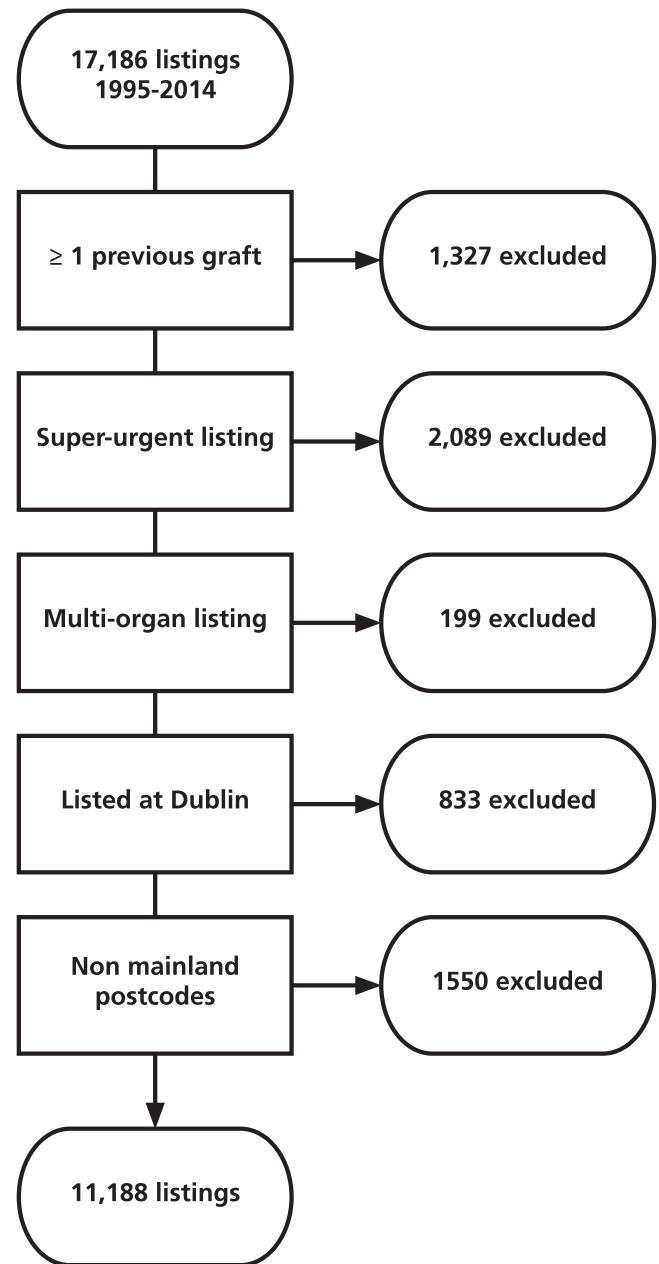 17,186 listings
1995-2014
≥ 1 previous graft
1,327 excluded
Super-urgent listing
2,089 excluded
Multi-organ listing
199 excluded
Listed at Dublin
833 excluded
Non mainland
postcodes
1550 excluded
11,188 listings